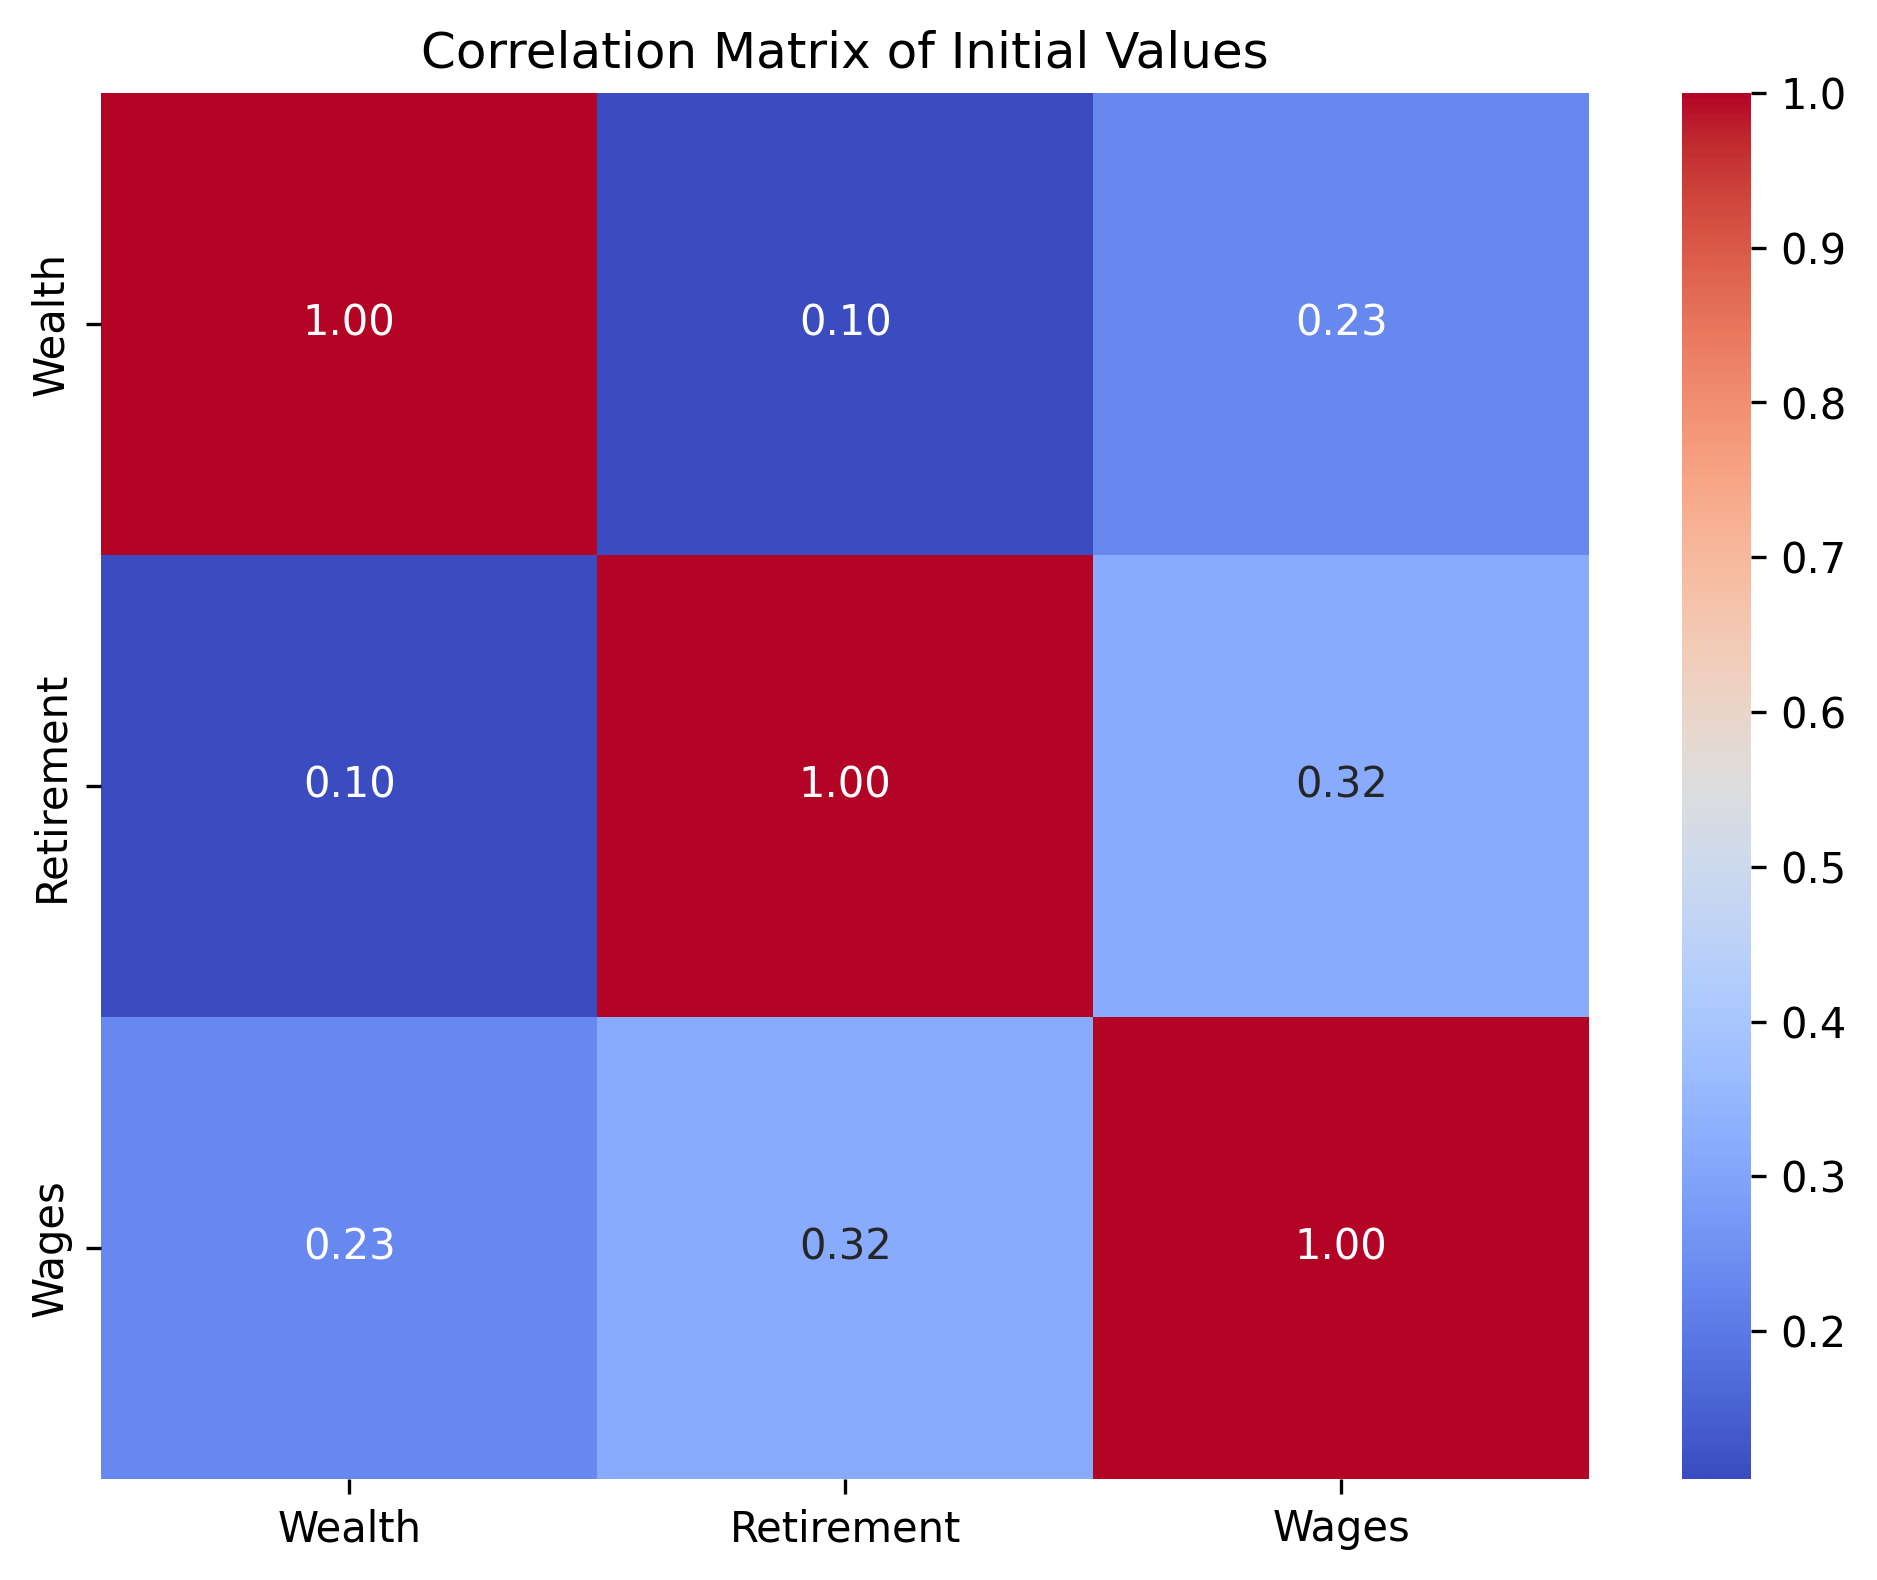 Correlation Matrix of Initial Values
Wealth
1.00
0.10
0.23
Retirement
0.10
1.00
0.32
Wages
0.23
0.32
1.00
Wealth
Retirement
Wages
1.0
0.9
0.8
0.7
0.6
0.5
0.4
0.3
0.2